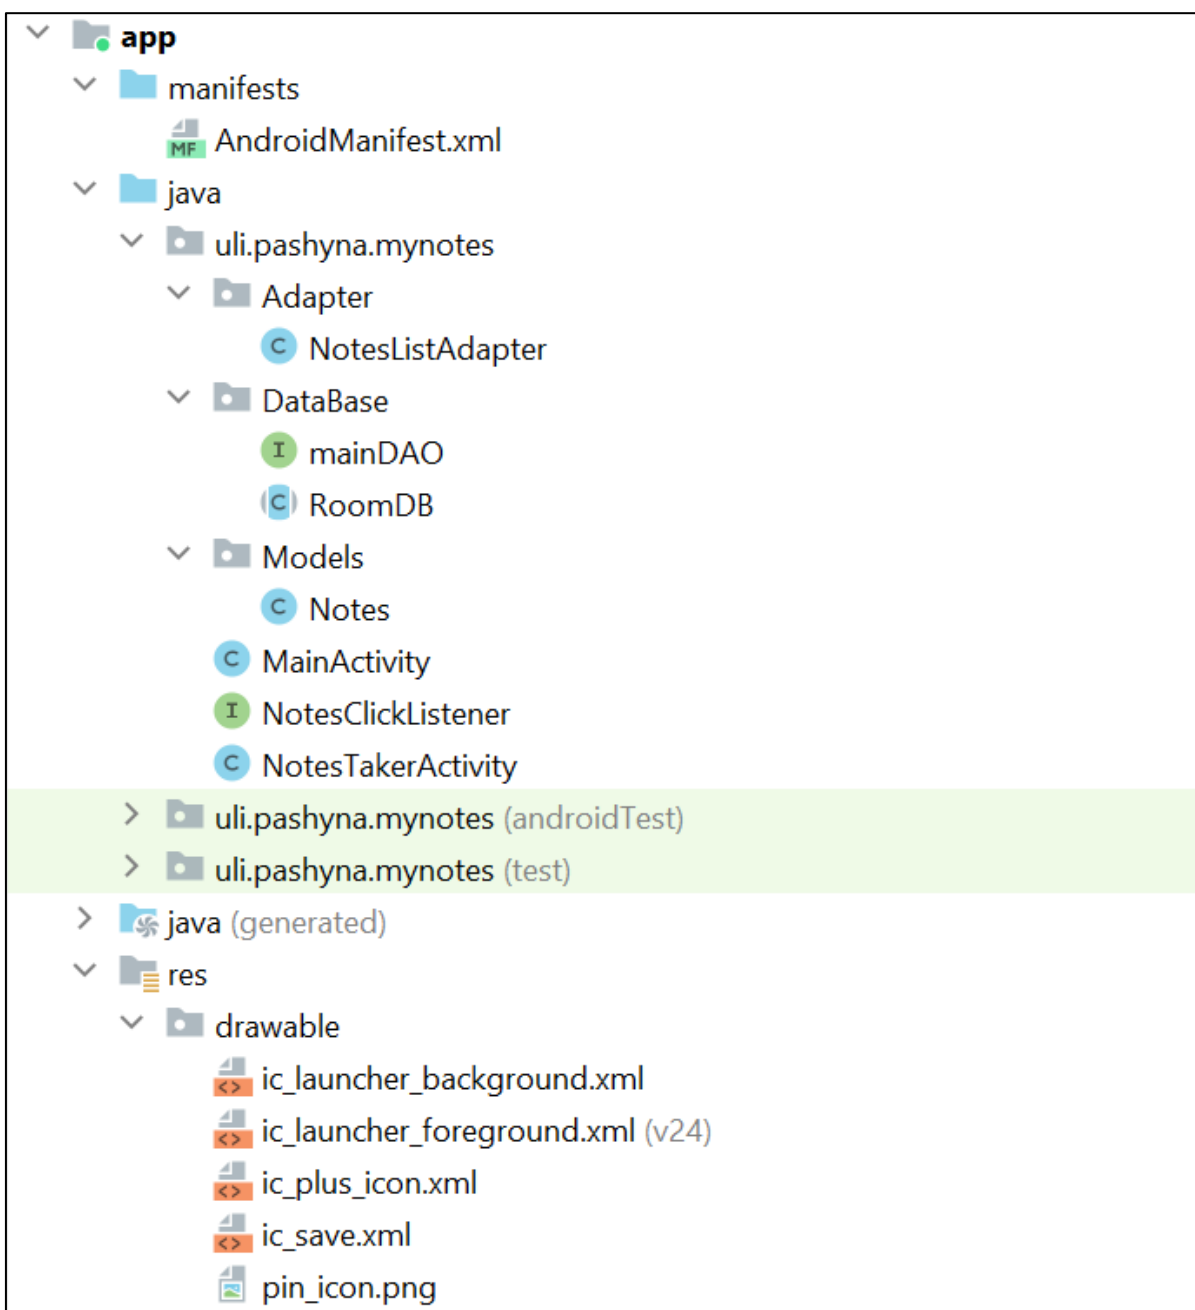 app
manifests
MF AndroidManifest.xml
java
uli.pashyna.mynotes
Adapter
C NotesListAdapter
DataBase
I mainDAO
C RoomDB
Models
C Notes
C MainActivity
I NotesClickListener
C NotesTakerActivity
uli.pashyna.mynotes (androidTest)
uli.pashyna.mynotes (test)
java (generated)
res
drawable
<> ic_launcher_background.xml
<> ic_launcher_foreground.xml (v24)
<> ic_plus_icon.xml
<> ic_save.xml
pin_icon.png